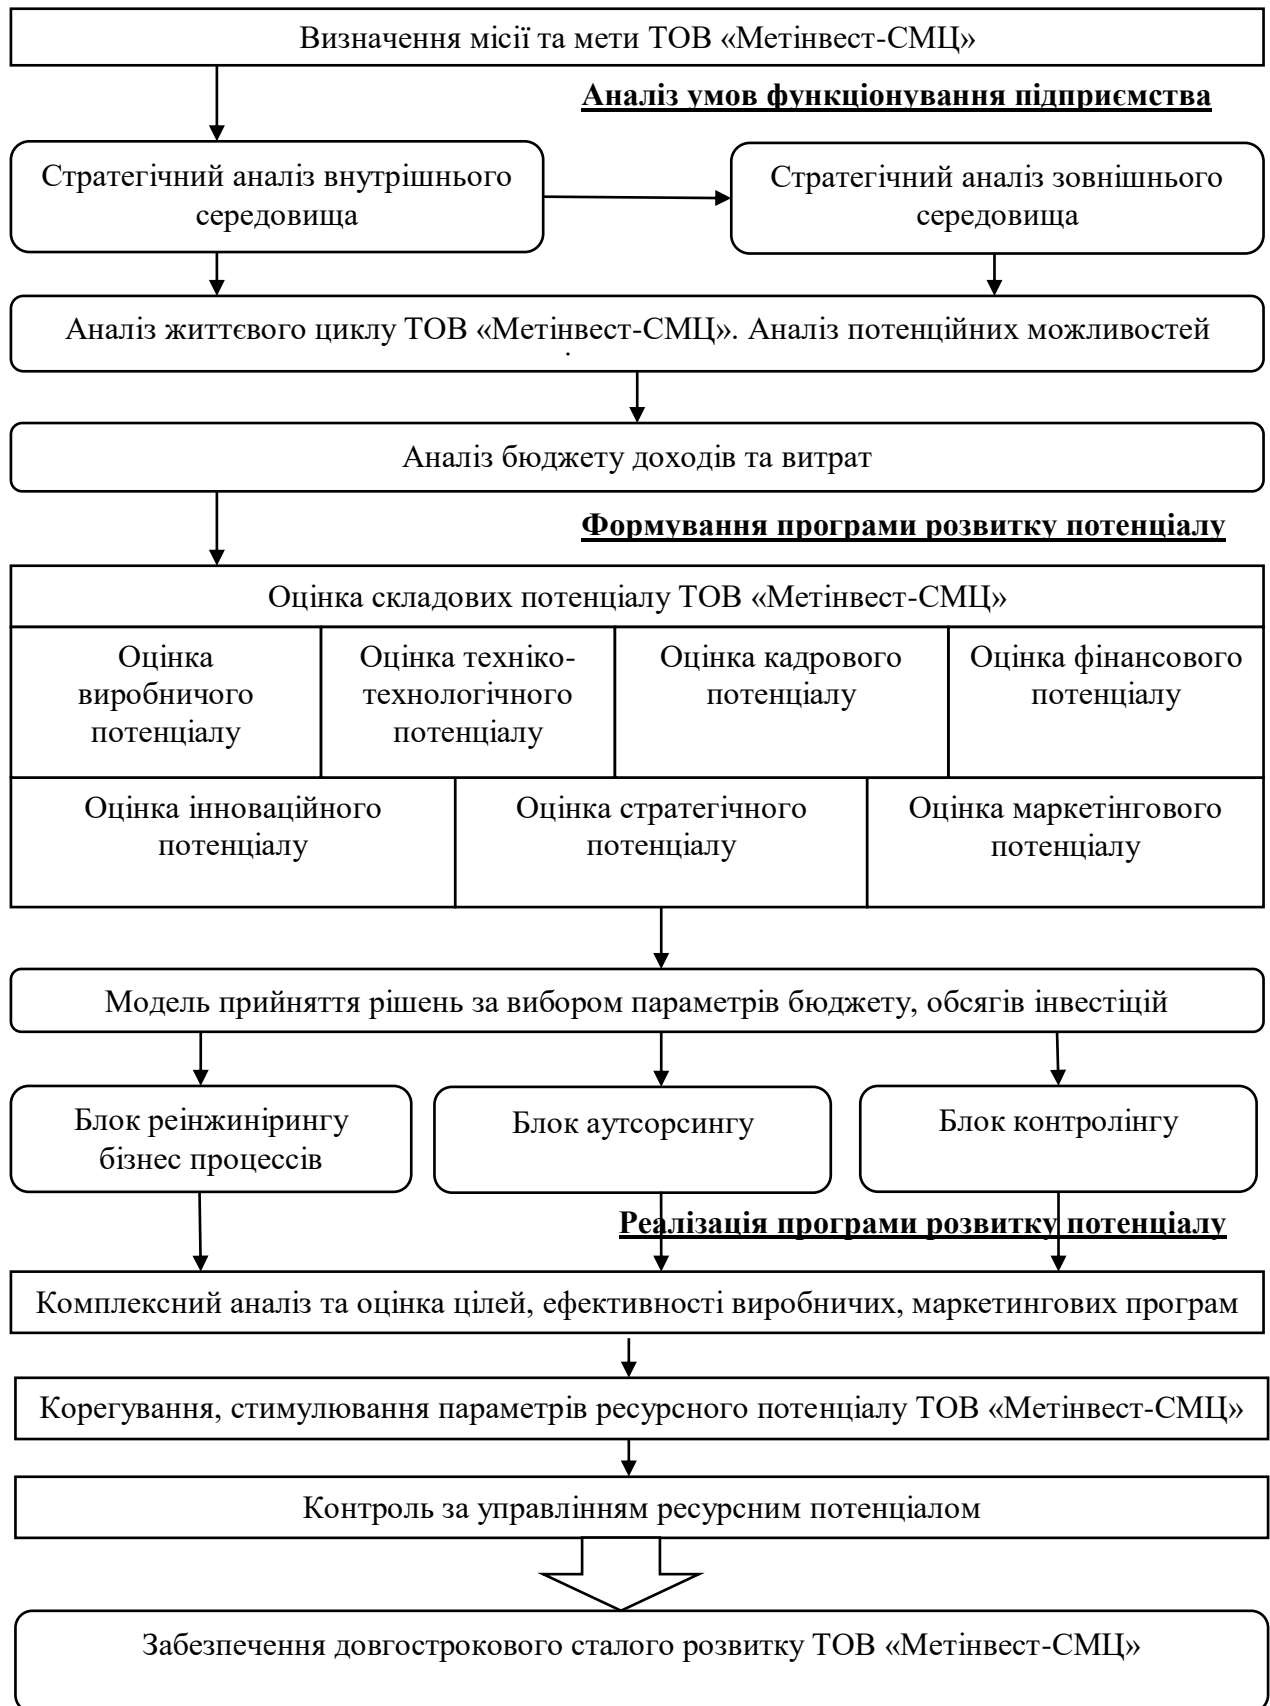 Визначення місії та мети ТОВ «Метінвест-СМЦ»
Аналіз умов функціонування підприємства
Стратегічний аналіз внутрішнього
середовища
Стратегічний аналіз зовнішнього
середовища
Аналіз життєвого циклу ТОВ «Метінвест-СМЦ». Аналіз потенційних можливостей
Аналіз бюджету доходів та витрат
Формування програми розвитку потенціалу
Оцінка складових потенціалу ТОВ «Метінвест-СМЦ»
Оцінка
виробничого
потенціалу
Оцінка техніко-
технологічного
потенціалу
Оцінка кадрового
потенціалу
Оцінка фінансового
потенціалу
Оцінка інноваційного
потенціалу
Оцінка стратегічного
потенціалу
Оцінка маркетінгового
потенціалу
Модель прийняття рішень за вибором параметрів бюджету, обсягів інвестіцій
Блок реінжинірингу
бізнес процессів
Блок аутсорсингу
Блок контролінгу
Реалізація програми розвитку потенціалу
Комплексний аналіз та оцінка цілей, ефективності виробничих, маркетингових програм
Корегування, стимулювання параметрів ресурсного потенціалу ТОВ «Метінвест-СМЦ»
Контроль за управлінням ресурсним потенціалом
Забезпечення довгострокового сталого розвитку ТОВ «Метінвест-СМЦ»